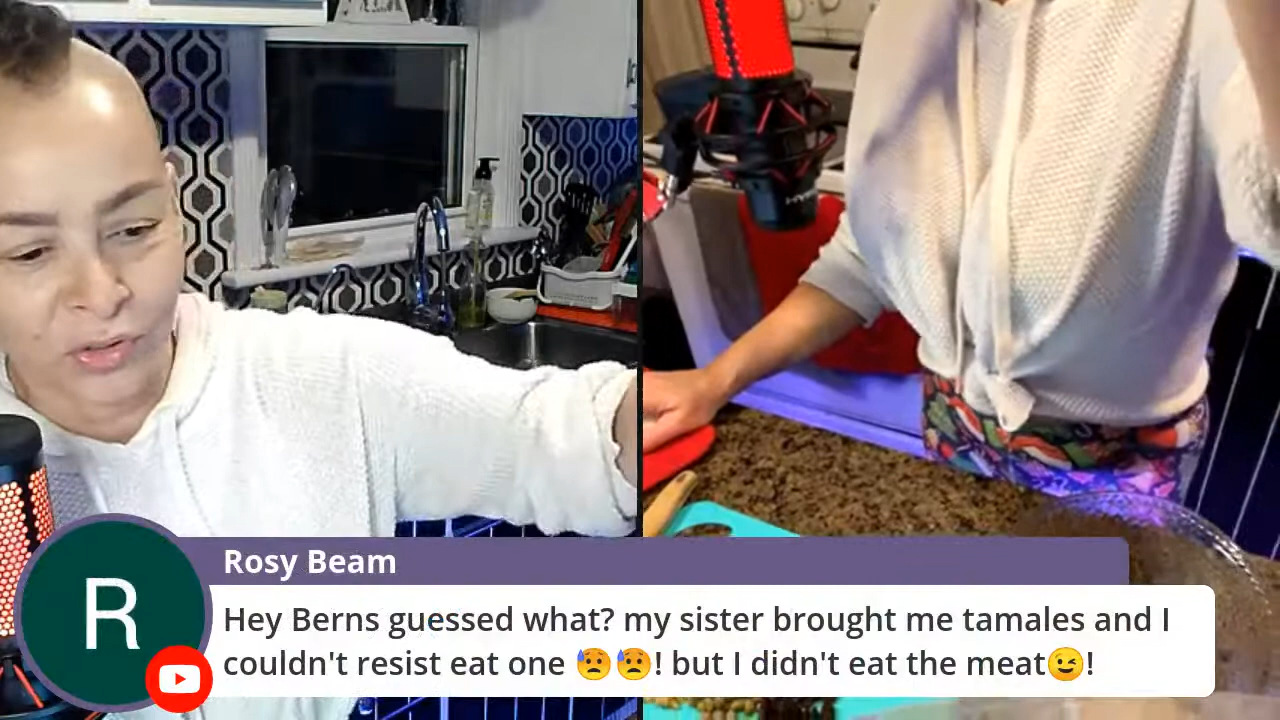 Rosy Beam
R
Hey Berns guessed what? my sister brought me tamales and I
couldn't resist eat one 😥😥! but I didn't eat the meat😉!